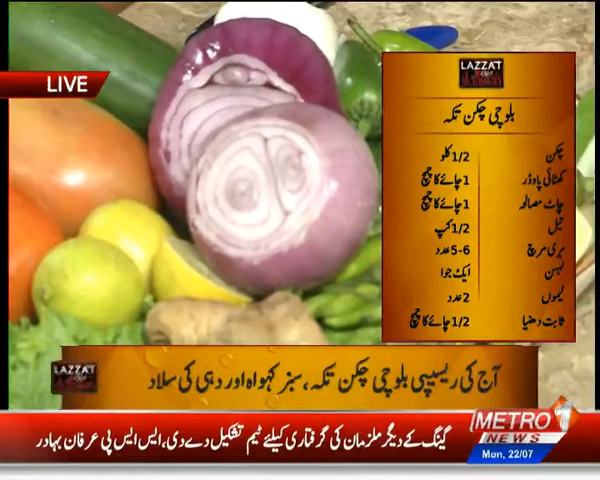 LIVE
LAZZAT
بلوچی چکن تکہ
چکن 1/2 کلو
کھٹائی پاوڈر 1 چائے کا چمچ
چاٹ مصالحہ 1 چائے کا چمچ
تیل 1/2 کپ
ہری مرچ 5-6 عدد
لہسن ایک جوا
لیموں 2 عدد
ثابت دھنیا 1/2 چائے کا چمچ
LAZZAT
آج کی ریسیپی بلوچی چکن تکہ، سبز کہواہ اور دہی کی سلاد
گینگ کے دیگر ملزمان کی گرفتاری کیلئے ٹیم تشکیل دے دی، ایس ایس پی عرفان بہادر
METRO 1
NEWS
Mon, 22/07